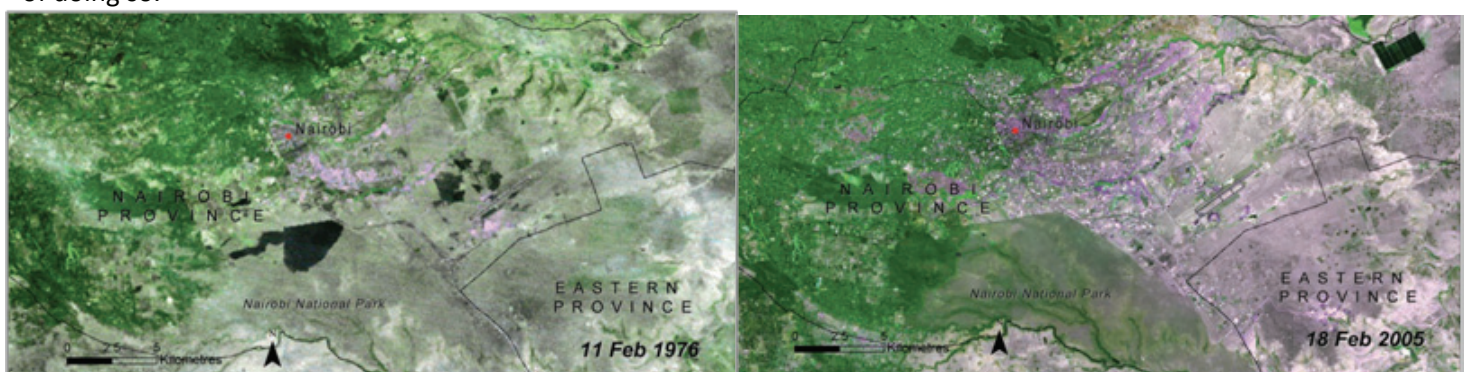 of doing so.
Nairobi
NAIROBI
PROVINCE
EASTERN
PROVINCE
Nairobi National Park
N
0 2.5 5
Kilometres
11 Feb 1976
Nairobi
NAIROBI
PROVINCE
EASTERN
PROVINCE
Nairobi National Park
0 2.5 5
Kilometres
18 Feb 2005